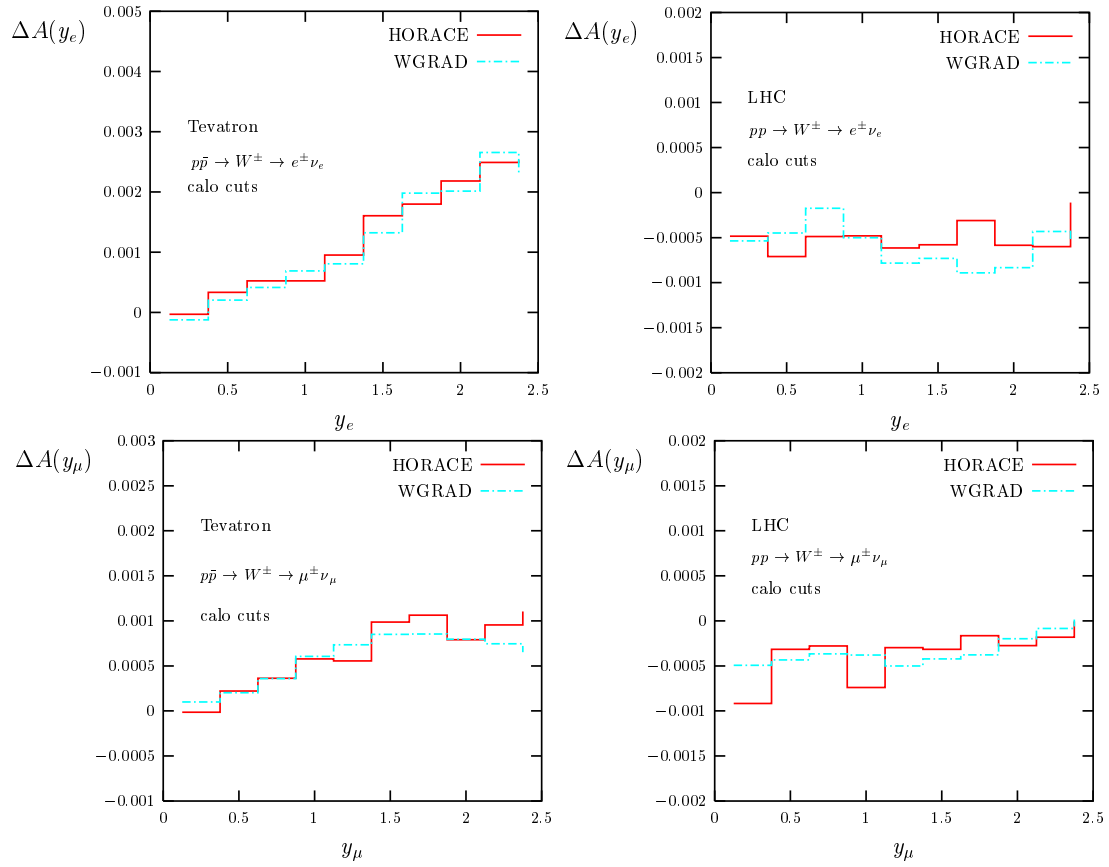 ΔA(y_e)
0.005
0.004
0.003
0.002
0.001
0
−0.001
HORACE
WGRAD
Tevatron
pp̄ → W± → e±ν_e
calo cuts
0 0.5 1 1.5 2 2.5
y_e
ΔA(y_e)
0.002
0.0015
0.001
0.0005
0
−0.0005
−0.001
−0.0015
−0.002
HORACE
WGRAD
LHC
pp → W± → e±ν_e
calo cuts
0 0.5 1 1.5 2 2.5
y_e
ΔA(y_μ)
0.003
0.0025
0.002
0.0015
0.001
0.0005
0
−0.0005
−0.001
HORACE
WGRAD
Tevatron
pp̄ → W± → μ±ν_μ
calo cuts
0 0.5 1 1.5 2 2.5
y_μ
ΔA(y_μ)
0.002
0.0015
0.001
0.0005
0
−0.0005
−0.001
−0.0015
−0.002
HORACE
WGRAD
LHC
pp → W± → μ±ν_μ
calo cuts
0 0.5 1 1.5 2 2.5
y_μ